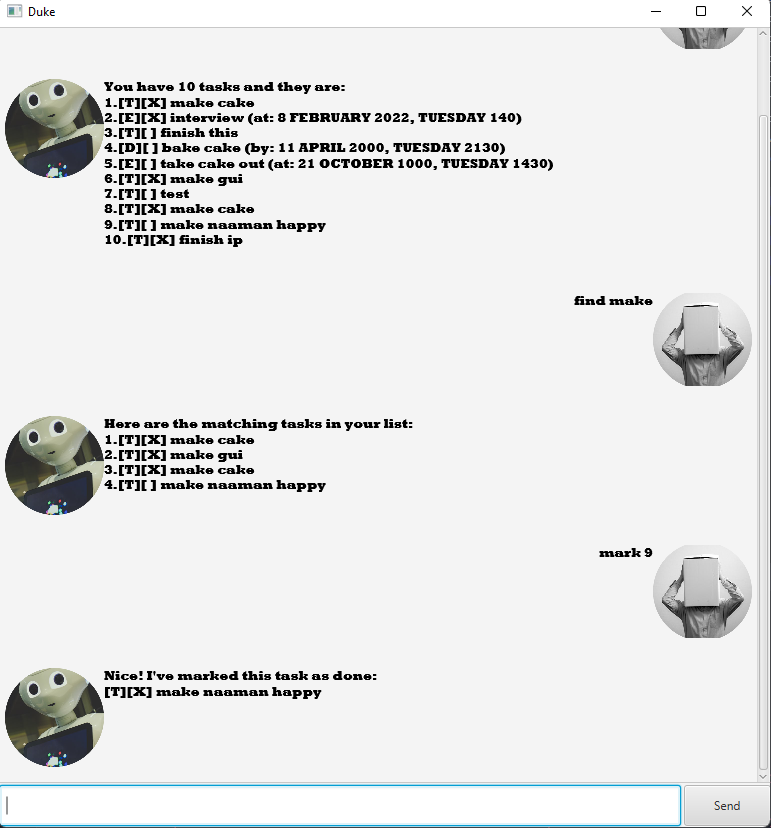 Duke
You have 10 tasks and they are:
1.[T][X] make cake
2.[E][X] interview (at: 8 FEBRUARY 2022, TUESDAY 140)
3.[T][ ] finish this
4.[D][ ] bake cake (by: 11 APRIL 2000, TUESDAY 2130)
5.[E][ ] take cake out (at: 21 OCTOBER 1000, TUESDAY 1430)
6.[T][X] make gui
7.[T][ ] test
8.[T][X] make cake
9.[T][ ] make naaman happy
10.[T][X] finish ip
find make
Here are the matching tasks in your list:
1.[T][X] make cake
2.[T][X] make gui
3.[T][X] make cake
4.[T][ ] make naaman happy
mark 9
Nice! I've marked this task as done:
[T][X] make naaman happy
Send